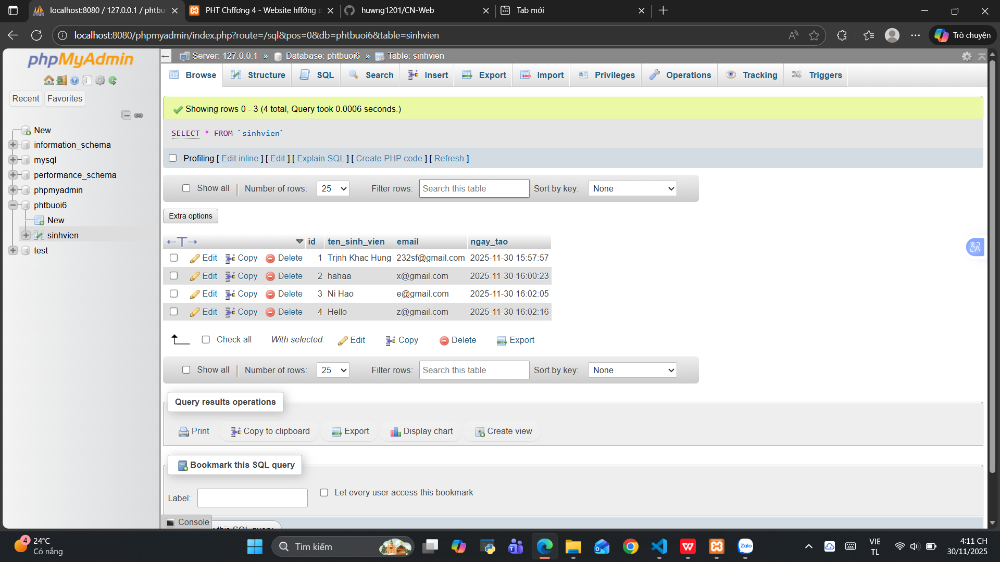 localhost:8080 / 127.0.0.1 / phtbu
PHT Chffơng 4 - Website hffóng d
huwng1201/CN-Web
Tab mới
localhost:8080/phpmyadmin/index.php?route=/sql&pos=0&db=phtbuoi6&table=sinhvien
Trò chuyện
phpMyAdmin
Recent
Favorites
New
information_schema
mysql
performance_schema
phpmyadmin
phtbuoi6
New
sinhvien
test
Server: 127.0.0.1 » Database: phtbuoi6 » Table: sinhvien
Browse Structure SQL Search Insert Export Import Privileges Operations Tracking Triggers
Showing rows 0 - 3 (4 total, Query took 0.0006 seconds.)
SELECT * FROM `sinhvien`
Profiling [ Edit inline ] [ Edit ] [ Explain SQL ] [ Create PHP code ] [ Refresh ]
Show all Number of rows: 25 Filter rows: Search this table Sort by key: None
Extra options
id ten_sinh_vien email ngay_tao
Edit Copy Delete 1 Trịnh Khac Hung 232sf@gmail.com 2025-11-30 15:57:57
Edit Copy Delete 2 hahaa x@gmail.com 2025-11-30 16:00:23
Edit Copy Delete 3 Ni Hao e@gmail.com 2025-11-30 16:02:05
Edit Copy Delete 4 Hello z@gmail.com 2025-11-30 16:02:16
Check all With selected: Edit Copy Delete Export
Show all Number of rows: 25 Filter rows: Search this table Sort by key: None
Query results operations
Print Copy to clipboard Export Display chart Create view
Bookmark this SQL query
Label: Let every user access this bookmark
Console
this SQL query
4
24°C
Có nắng
Tìm kiếm
Zalo
VIE
TL
4:11 CH
30/11/2025